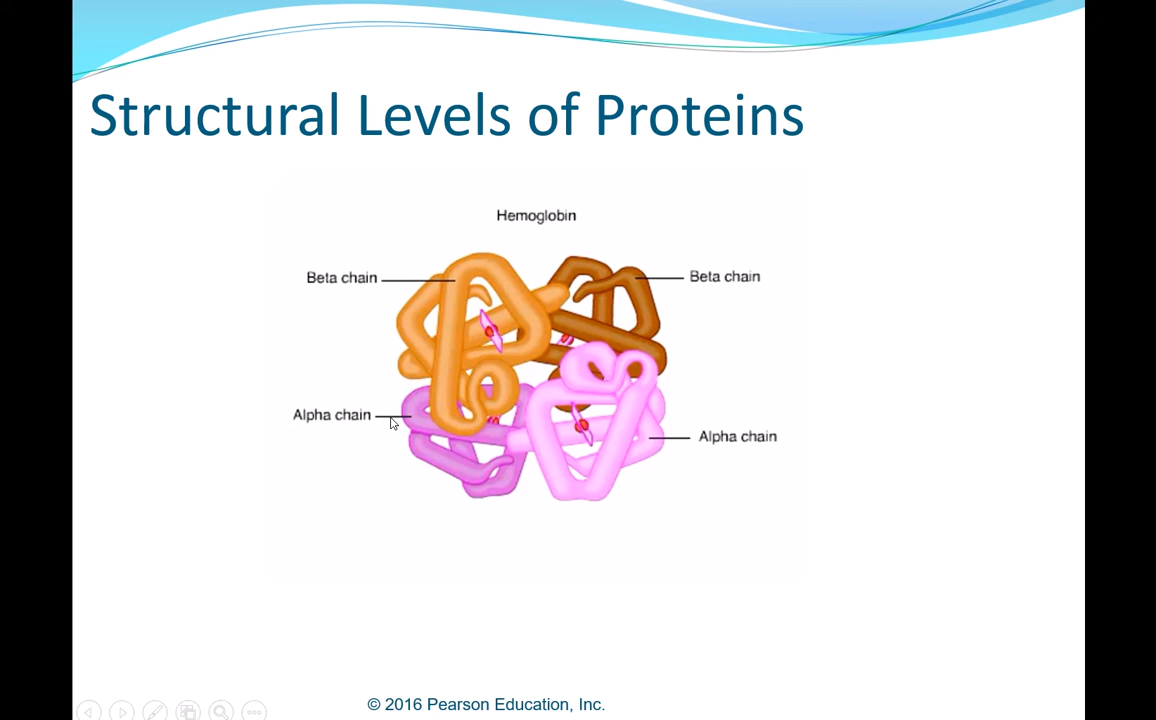 Structural Levels of Proteins
Hemoglobin
Beta chain
Beta chain
Alpha chain
Alpha chain
© 2016 Pearson Education, Inc.